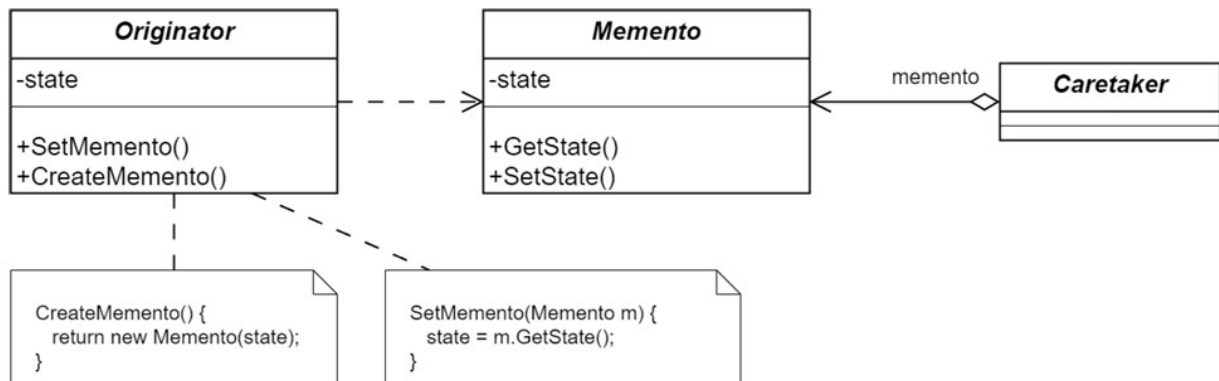 Originator
-state
+SetMemento()
+CreateMemento()
Memento
-state
+GetState()
+SetState()
memento
Caretaker
CreateMemento() {
return new Memento(state);
}
SetMemento(Memento m) {
state = m.GetState();
}